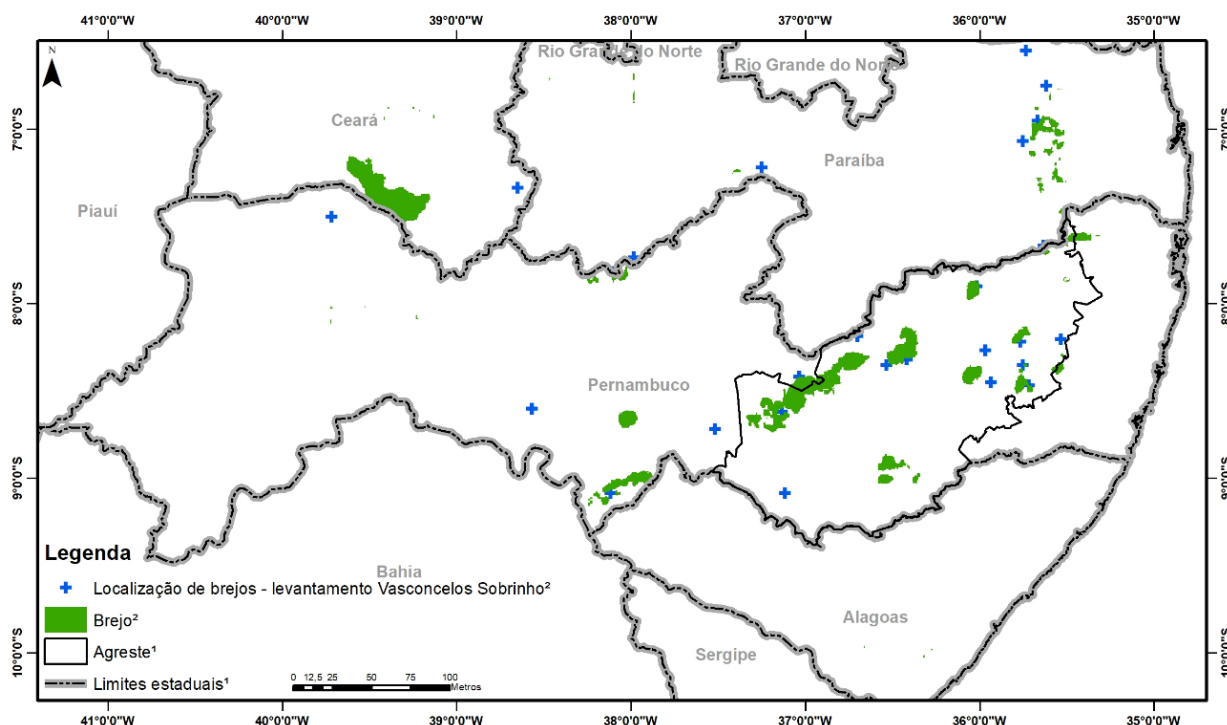 41°0'0"W 40°0'0"W 39°0'0"W 38°0'0"W 37°0'0"W 36°0'0"W 35°0'0"W
N
Rio Grande do Norte
Rio Grande do Norte
7°0'0"S
7°0'0"S
Ceará
Paraíba
Piauí
8°0'0"S
8°0'0"S
Pernambuco
9°0'0"S
9°0'0"S
Legenda
Bahia
Localização de brejos - levantamento Vasconcelos Sobrinho²
Brejo²
Alagoas
Agreste¹
Sergipe
10°0'0"S
10°0'0"S
Limites estaduais¹
0 12,5 25 50 75 100
Metros
41°0'0"W 40°0'0"W 39°0'0"W 38°0'0"W 37°0'0"W 36°0'0"W 35°0'0"W